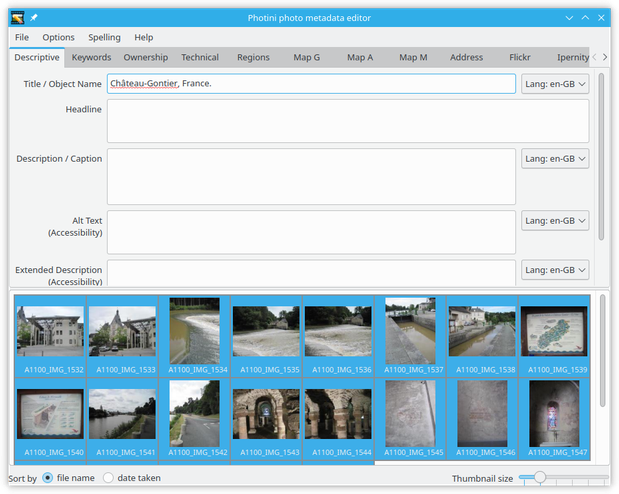 Photini photo metadata editor
File Options Spelling Help
Descriptive Keywords Ownership Technical Regions Map G Map A Map M Address Flickr Ipernity
Title / Object Name Château-Gontier, France. Lang: en-GB
Headline
Description / Caption Lang: en-GB
Alt Text Lang: en-GB
(Accessibility)
Extended Description Lang: en-GB
(Accessibility)
A1100_IMG_1532 A1100_IMG_1533 A1100_IMG_1534 A1100_IMG_1535 A1100_IMG_1536 A1100_IMG_1537 A1100_IMG_1538 A1100_IMG_1539
A1100_IMG_1540 A1100_IMG_1541 A1100_IMG_1542 A1100_IMG_1543 A1100_IMG_1544 A1100_IMG_1545 A1100_IMG_1546 A1100_IMG_1547
Sort by file name date taken Thumbnail size